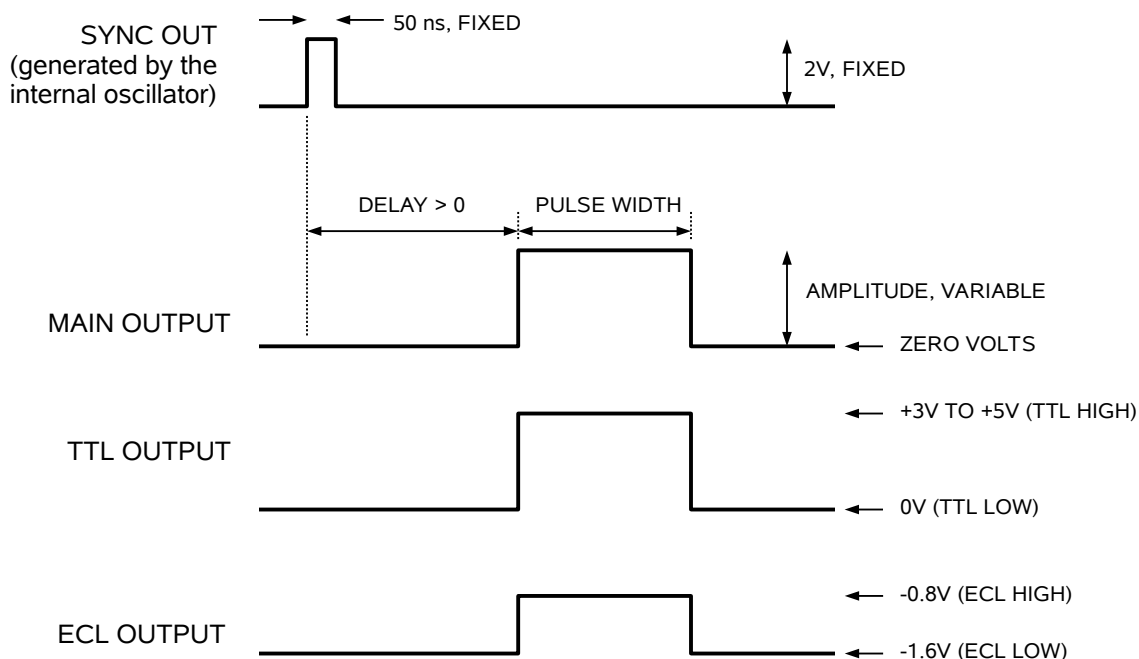 50 ns, FIXED
SYNC OUT
(generated by the
internal oscillator)
2V, FIXED
DELAY > 0
PULSE WIDTH
AMPLITUDE, VARIABLE
MAIN OUTPUT
ZERO VOLTS
+3V TO +5V (TTL HIGH)
TTL OUTPUT
0V (TTL LOW)
-0.8V (ECL HIGH)
ECL OUTPUT
-1.6V (ECL LOW)